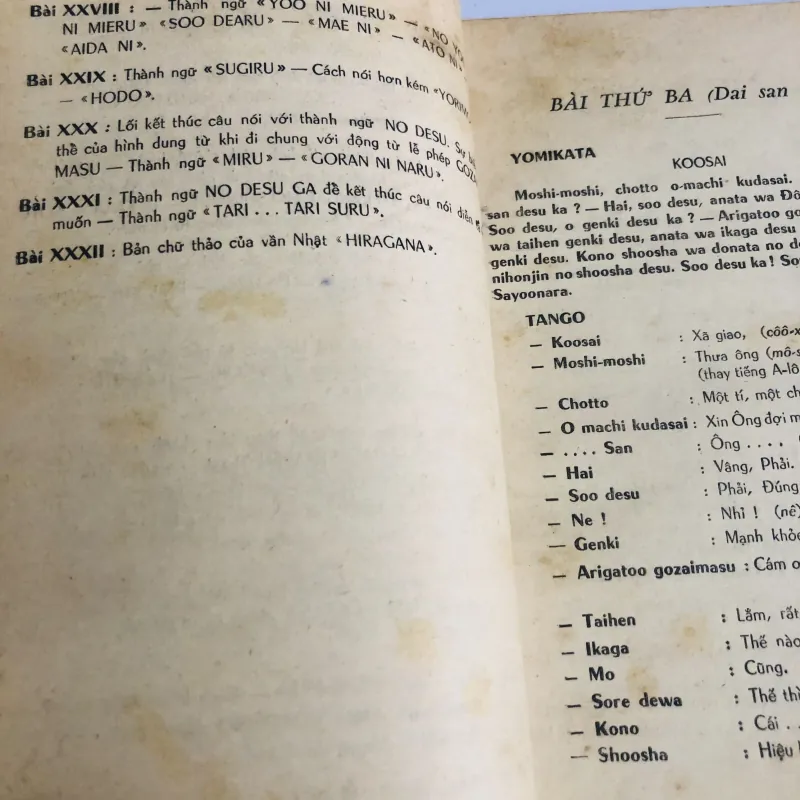 Bài XXVIII : — Thành ngữ «YOO NI MIERU» — «NO
NI MIERU» «SOO DEARU» — «MAE NI» — «ATO NI»
«AIDA NI».
Bài XXIX : Thành ngữ «SUGIRU» — Cách nói hơn kém
— «HODO».
Bài XXX : Lối kết thúc câu nói với thành ngữ NO DESU.
thể của hình dung từ khi đi chung với động từ lễ phép
MASU — Thành ngữ «MIRU» — «GORAN NI NARU».
Bài XXXI : Thành ngữ NO DESU GA để kết thúc câu nói diễn
muốn — Thành ngữ «TARI . . . TARI SURU».
Bài XXXII : Bản chữ thảo của vần Nhật «HIRAGANA».
BÀI THỨ BA (Dai san
YOMIKATA
KOOSAI
Moshi-moshi, chotto o-machi kudasai.
san desu ka ? — Hai, soo desu, anata wa
Soo desu, o genki desu ka ? — Arigatoo
wa taihen genki desu, anata wa ikaga desu
genki desu. Kono shoosha wa donata no
nihonjin no shoosha desu. Soo desu ka !
Sayoonara.
TANGO
— Koosai : Xã giao,
— Moshi-moshi : Thưa ông
(thay tiếng A-lô
— Chotto : Một tí, một
— O machi kudasai : Xin Ông đợi
— .... San : Ông ....
— Hai : Vâng, Phải.
— Soo desu : Phải, Đúng
— Ne ! : Nhỉ ! (nê)
— Genki : Mạnh khỏe
— Arigatoo gozaimasu : Cám
— Taihen : Lắm, rất
— Ikaga : Thế nào
— Mo : Cũng.
— Sore dewa : Thế
— Kono : Cái . .
— Shoosha : Hiệu